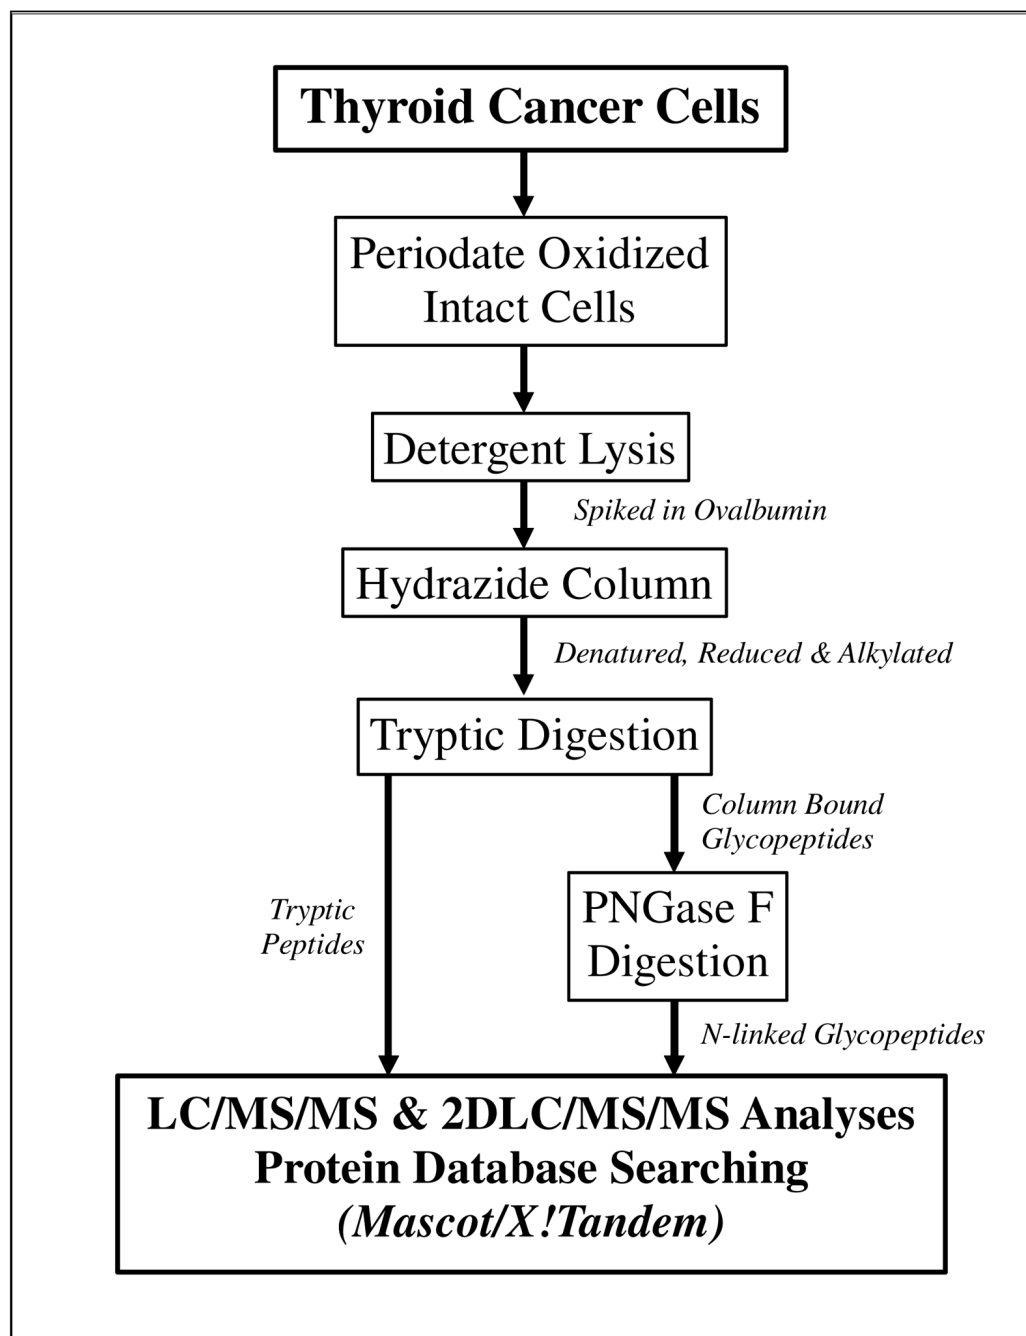 Thyroid Cancer Cells
Periodate Oxidized
Intact Cells
Detergent Lysis
Spiked in Ovalbumin
Hydrazide Column
Denatured, Reduced & Alkylated
Tryptic Digestion
Column Bound
Glycopeptides
PNGase F
Digestion
Tryptic
Peptides
N-linked Glycopeptides
LC/MS/MS & 2DLC/MS/MS Analyses
Protein Database Searching
(Mascot/X!Tandem)